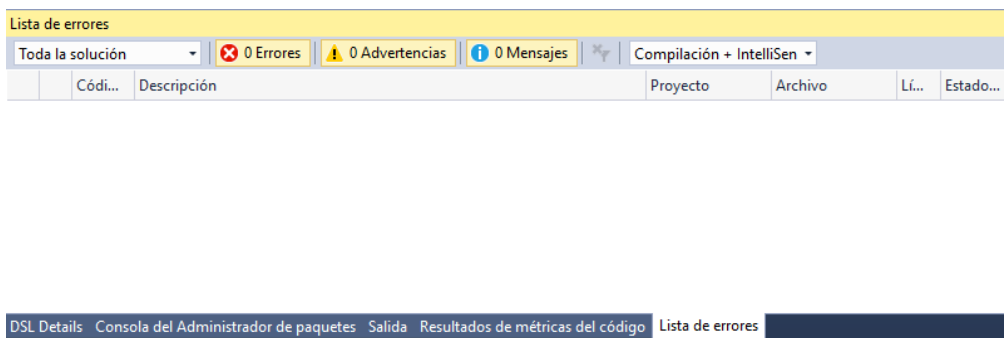 Lista de errores
Toda la solución 0 Errores 0 Advertencias 0 Mensajes Compilación + IntelliSen
Códi... Descripción Proyecto Archivo Lí... Estado...
DSL Details Consola del Administrador de paquetes Salida Resultados de métricas del código Lista de errores